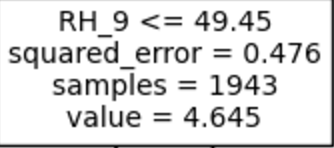 RH_9 <= 49.45
squared_error = 0.476
samples = 1943
value = 4.645